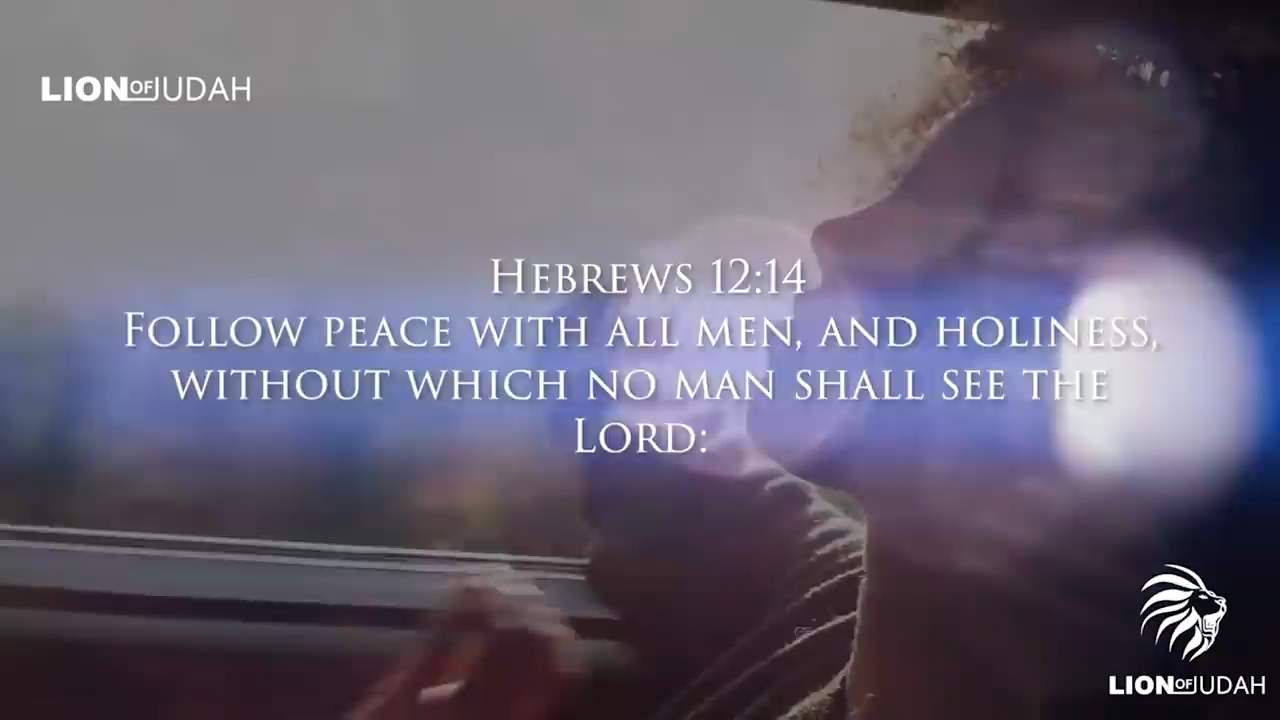 LION OF JUDAH
Hebrews 12:14
Follow peace with all men, and holiness,
without which no man shall see the
Lord:
LION OF JUDAH